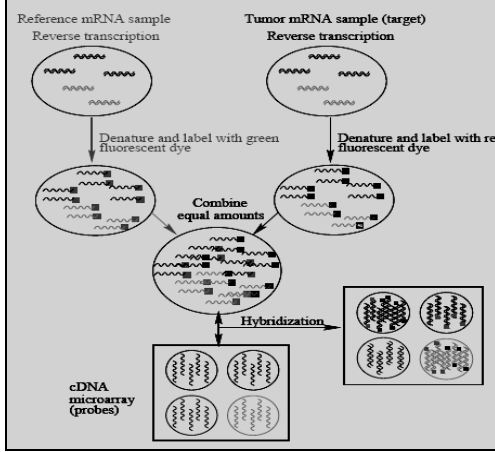 Reference mRNA sample
Reverse transcription
Tumor mRNA sample (target)
Reverse transcription
Denature and label with green
fluorescent dye
Denature and label with re
fluorescent dye
Combine
equal amounts
Hybridization
cDNA
microarray
(probes)